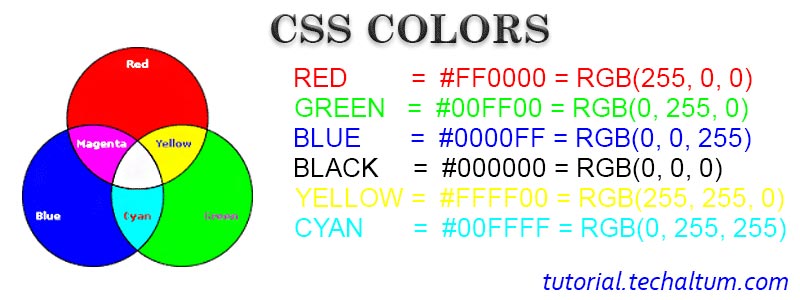 CSS COLORS
Red
Magenta
Yellow
Blue
Cyan
Green
RED = #FF0000 = RGB(255, 0, 0)
GREEN = #00FF00 = RGB(0, 255, 0)
BLUE = #0000FF = RGB(0, 0, 255)
BLACK = #000000 = RGB(0, 0, 0)
YELLOW = #FFFF00 = RGB(255, 255, 0)
CYAN = #00FFFF = RGB(0, 255, 255)
tutorial.techaltum.com